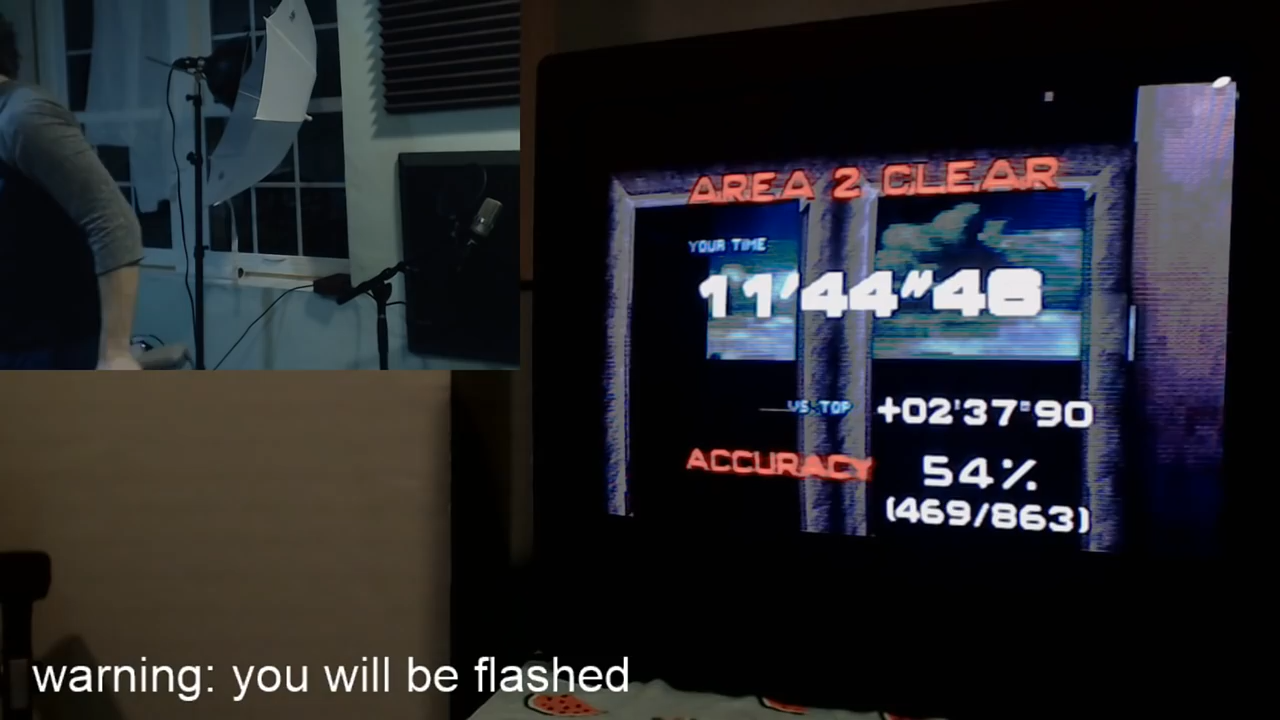 AREA 2 CLEAR
YOUR TIME
11'44"48
VS. TOP +02'37"90
ACCURACY 54%
(469/863)
warning: you will be flashed